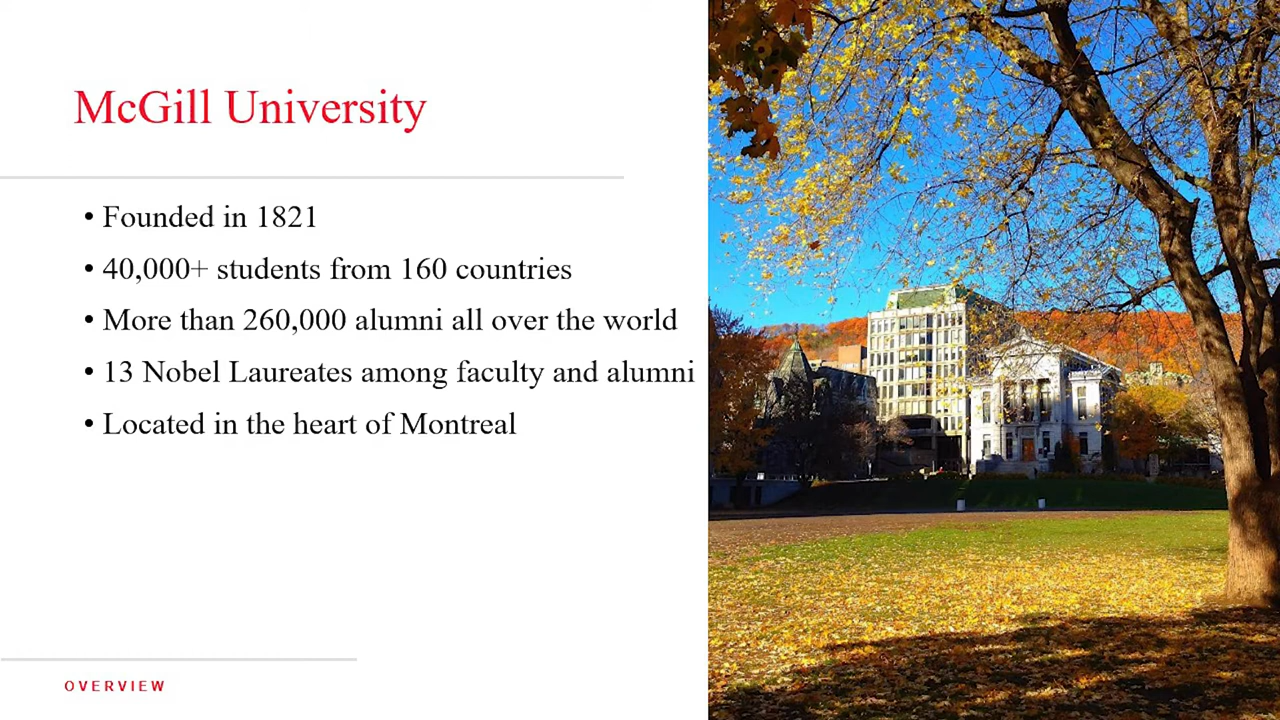 McGill University
• Founded in 1821
• 40,000+ students from 160 countries
• More than 260,000 alumni all over the world
• 13 Nobel Laureates among faculty and alumni
• Located in the heart of Montreal
OVERVIEW